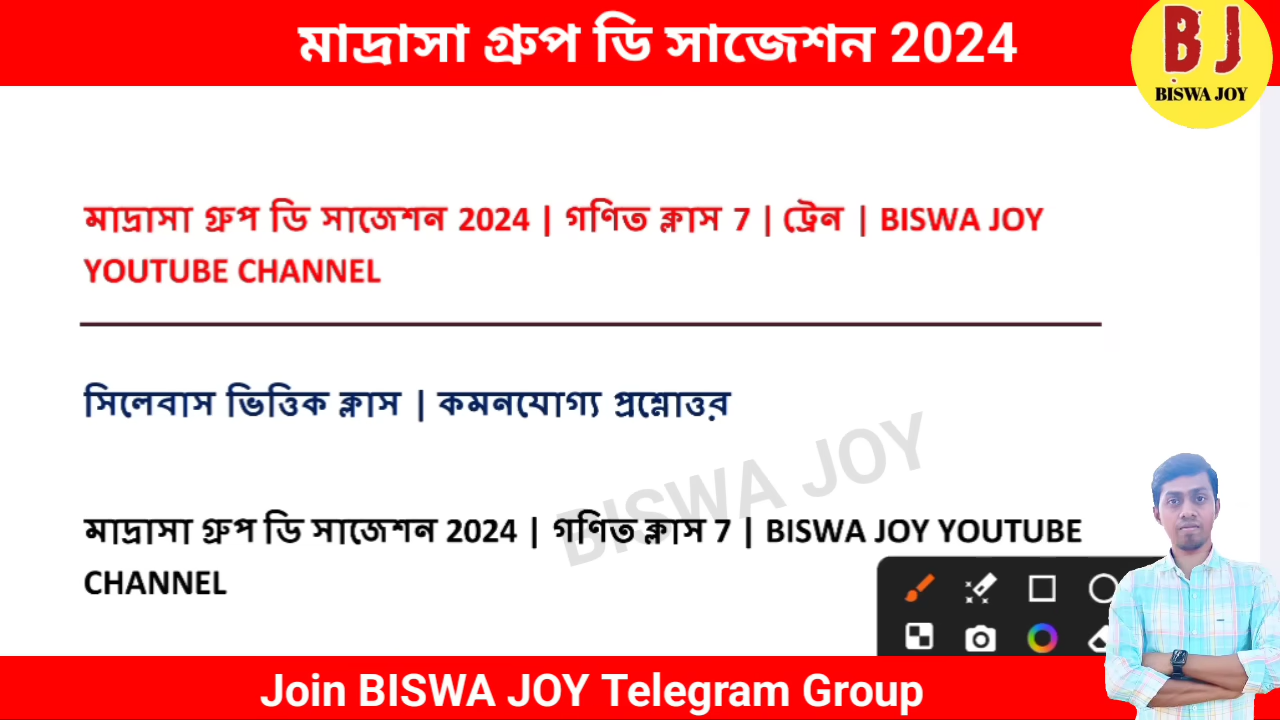 মাদ্রাসা গ্রুপ ডি সাজেশন 2024
B J
BISWA JOY
মাদ্রাসা গ্রুপ ডি সাজেশন 2024 | গণিত ক্লাস 7 | ট্রেন | BISWA JOY
YOUTUBE CHANNEL
সিলেবাস ভিত্তিক ক্লাস | কমনযোগ্য প্রশ্নোত্তর
BISWA JOY
মাদ্রাসা গ্রুপ ডি সাজেশন 2024 | গণিত ক্লাস 7 | BISWA JOY YOUTUBE
CHANNEL
Join BISWA JOY Telegram Group